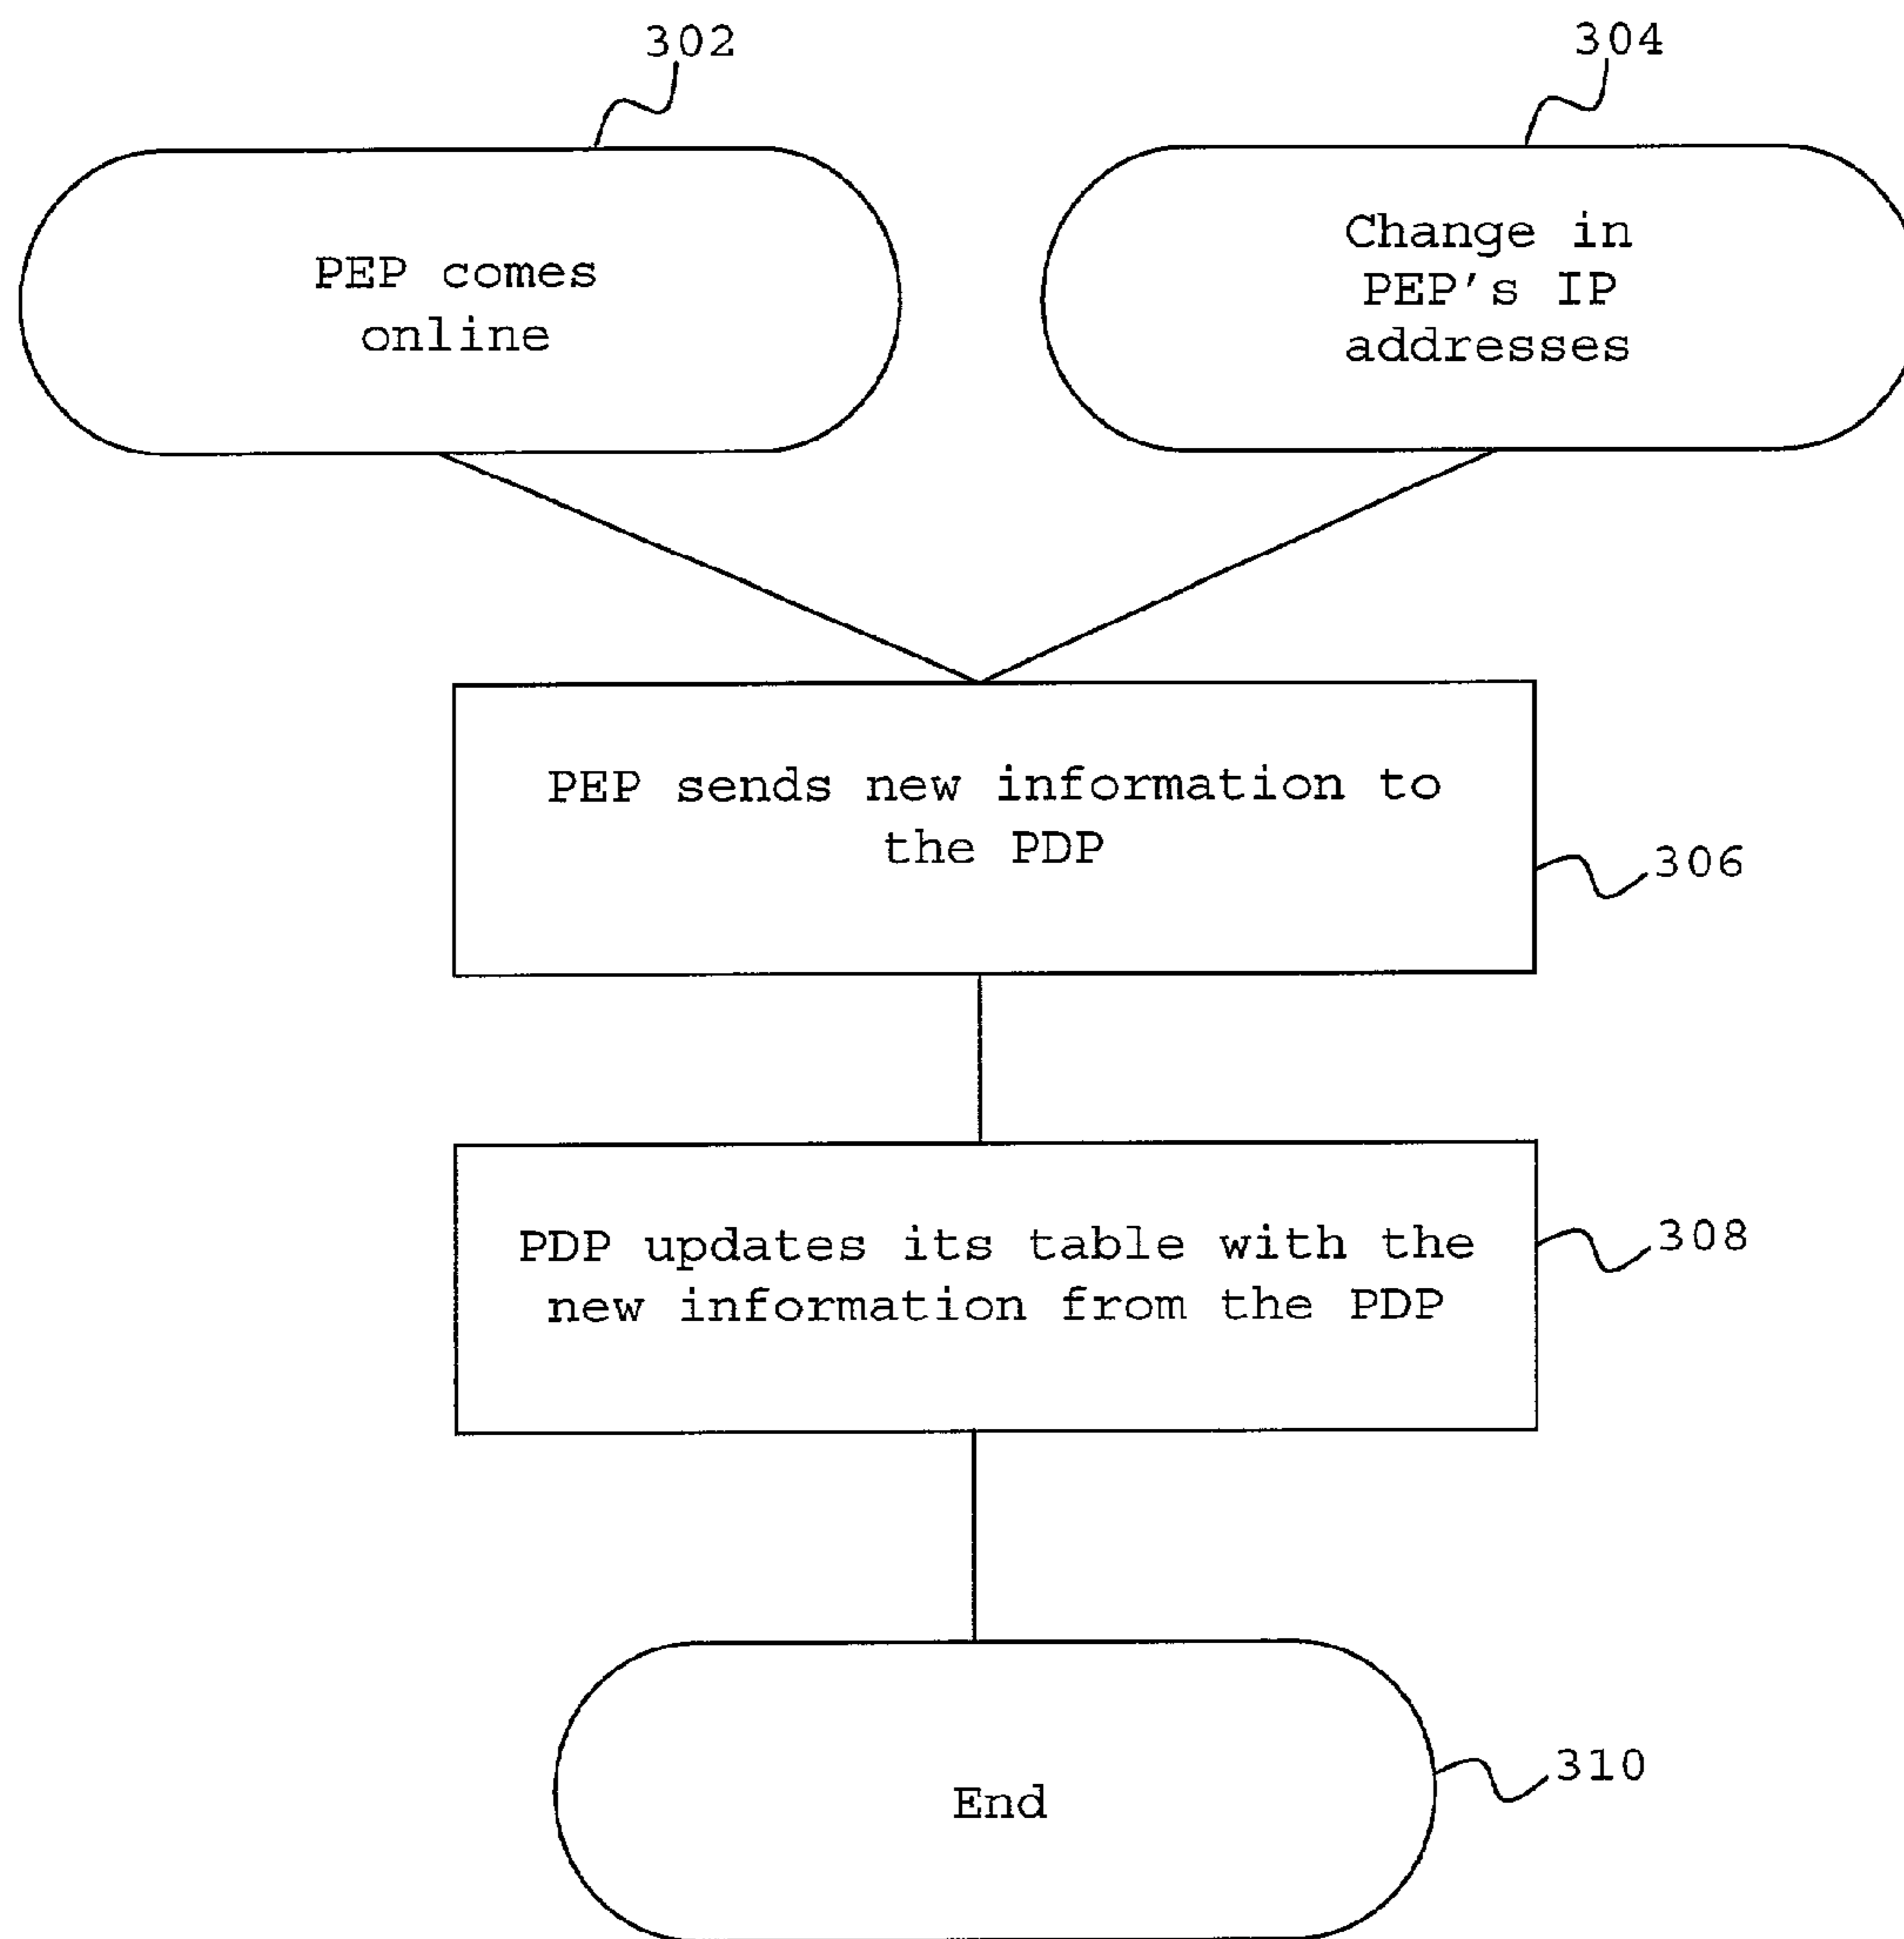 302
304
PEP comes
online
Change in
PEP's IP
addresses
PEP sends new information to
the PDP
306
PDP updates its table with the
new information from the PDP
308
End
310